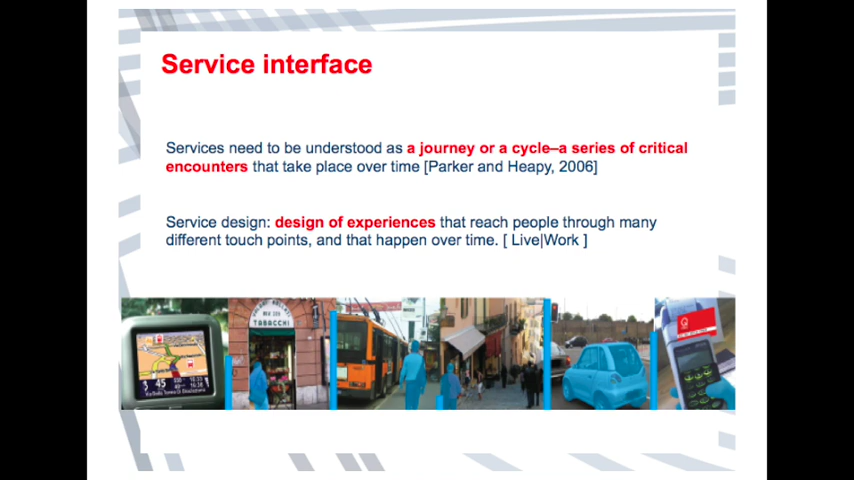 Service interface
Services need to be understood as a journey or a cycle–a series of critical
encounters that take place over time [Parker and Heapy, 2006]
Service design: design of experiences that reach people through many
different touch points, and that happen over time. [ Live|Work ]
TABACCHI
45